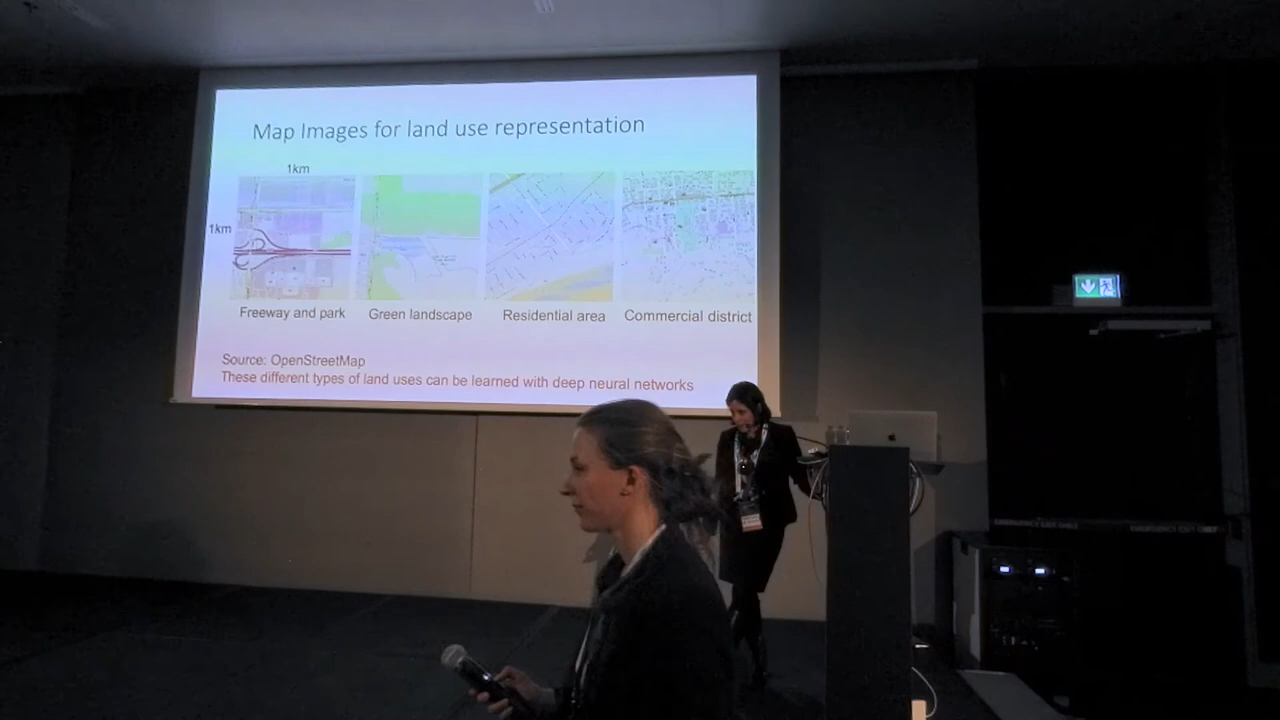 Map Images for land use representation
1km
1km
Freeway and park
Green landscape
Residential area
Commercial district
Source: OpenStreetMap
These different types of land uses can be learned with deep neural networks